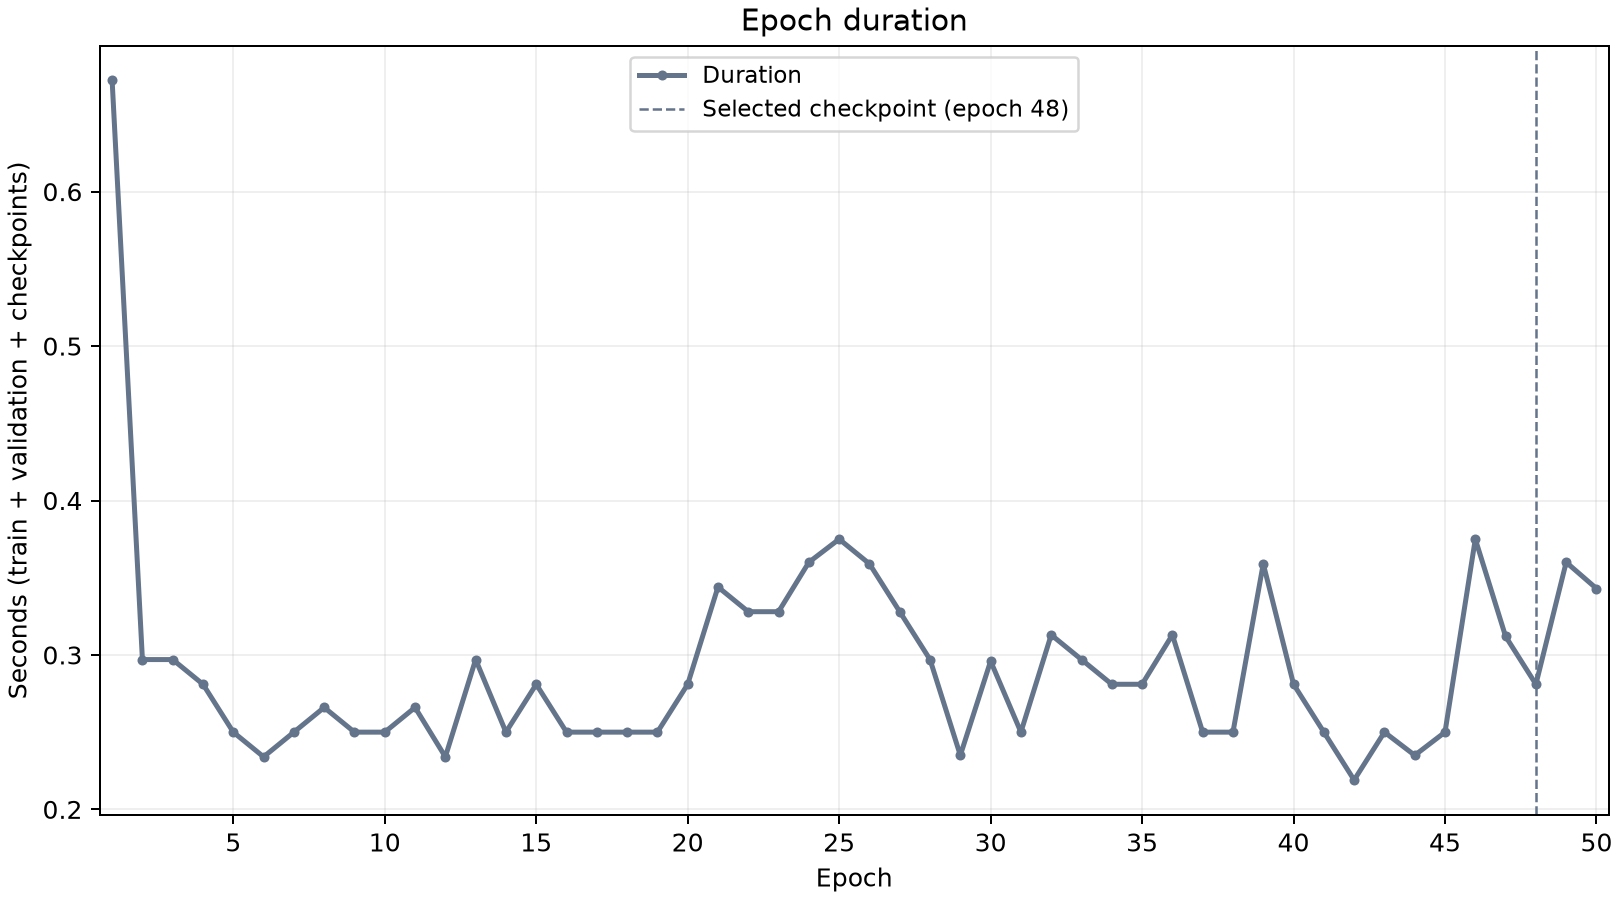 Epoch duration
Duration
Selected checkpoint (epoch 48)
Seconds (train + validation + checkpoints)
0.6
0.5
0.4
0.3
0.2
5 10 15 20 25 30 35 40 45 50
Epoch